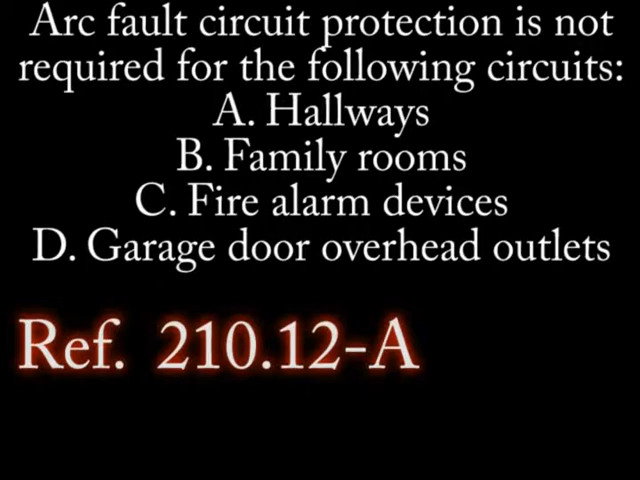 Arc fault circuit protection is not
required for the following circuits:
A. Hallways
B. Family rooms
C. Fire alarm devices
D. Garage door overhead outlets
Ref. 210.12-A